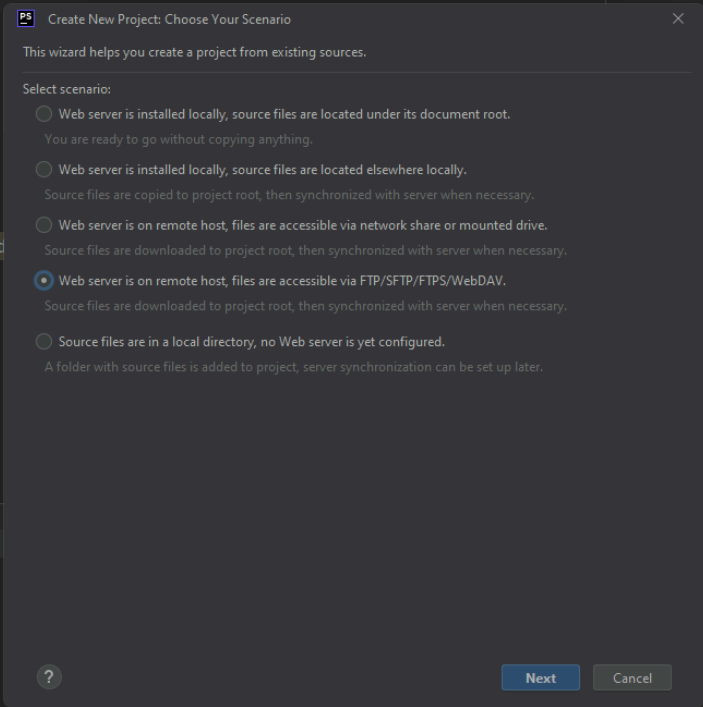 PS
Create New Project: Choose Your Scenario
This wizard helps you create a project from existing sources.
Select scenario:
Web server is installed locally, source files are located under its document root.
You are ready to go without copying anything.
Web server is installed locally, source files are located elsewhere locally.
Source files are copied to project root, then synchronized with server when necessary.
Web server is on remote host, files are accessible via network share or mounted drive.
Source files are downloaded to project root, then synchronized with server when necessary.
Web server is on remote host, files are accessible via FTP/SFTP/FTPS/WebDAV.
Source files are downloaded to project root, then synchronized with server when necessary.
Source files are in a local directory, no Web server is yet configured.
A folder with source files is added to project, server synchronization can be set up later.
?
Next
Cancel